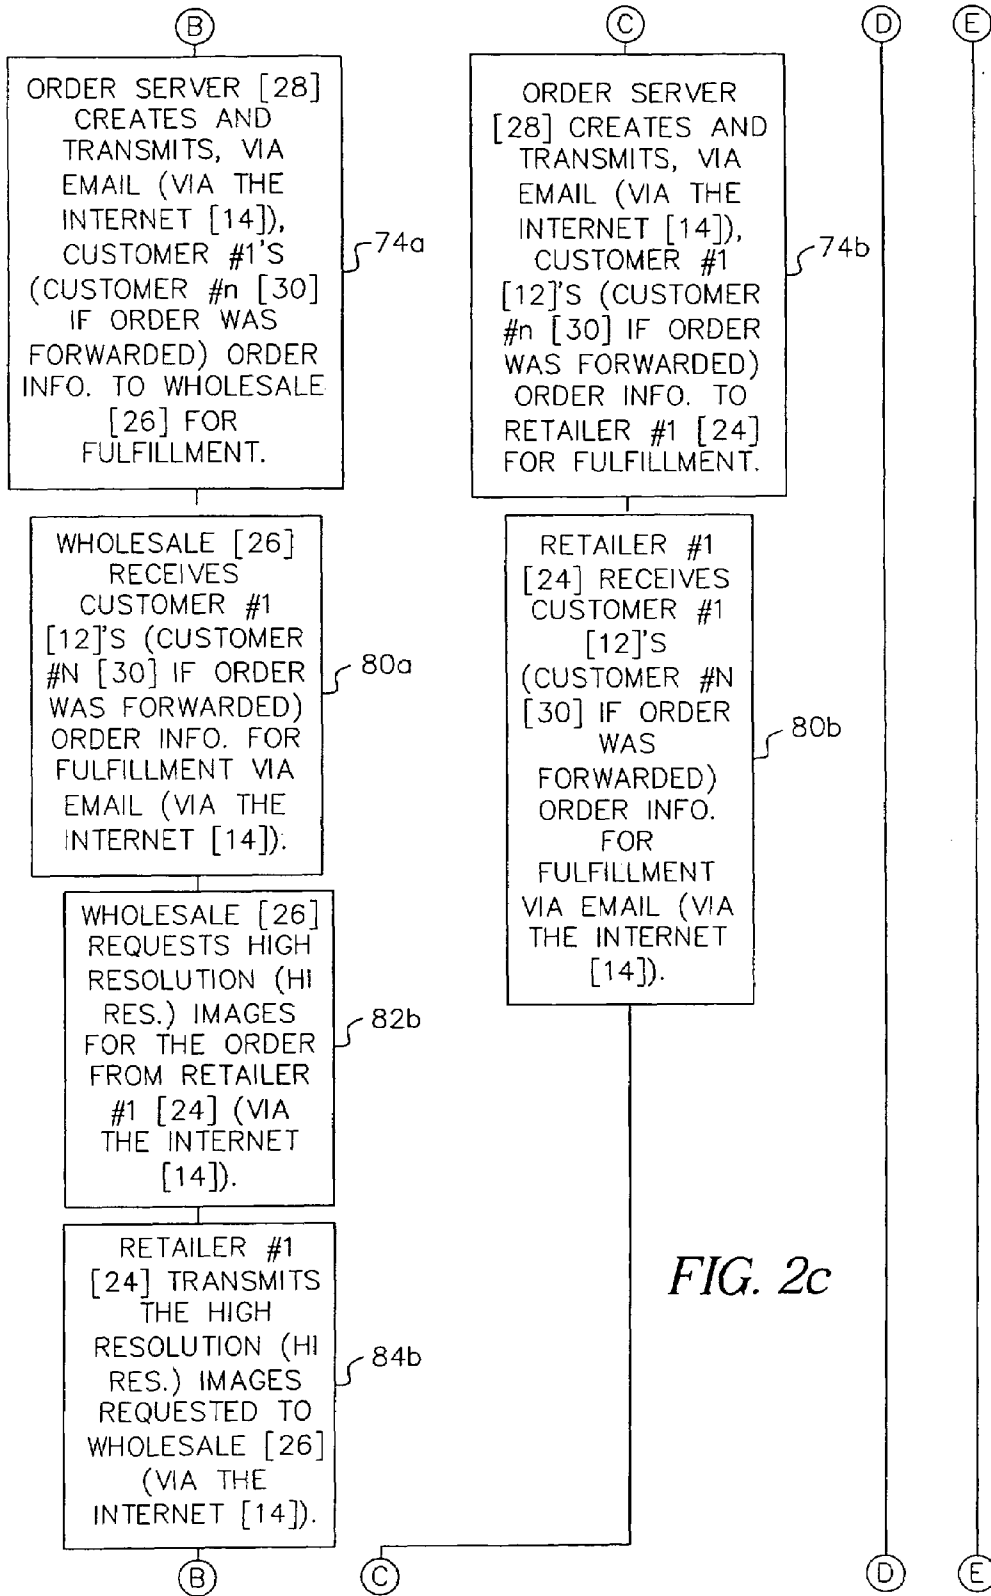 B
C
D
E
ORDER SERVER [28]
CREATES AND
TRANSMITS, VIA
EMAIL (VIA THE
INTERNET [14]),
CUSTOMER #1'S
(CUSTOMER #n [30]
IF ORDER WAS
FORWARDED) ORDER
INFO. TO WHOLESALE
[26] FOR
FULFILLMENT.
74a
ORDER SERVER
[28] CREATES AND
TRANSMITS, VIA
EMAIL (VIA THE
INTERNET [14]),
CUSTOMER #1
[12]'S (CUSTOMER
#n [30] IF ORDER
WAS FORWARDED)
ORDER INFO. TO
RETAILER #1 [24]
FOR FULFILLMENT.
74b
WHOLESALE [26]
RECEIVES
CUSTOMER #1
[12]'S (CUSTOMER
#N [30] IF ORDER
WAS FORWARDED)
ORDER INFO. FOR
FULFILLMENT VIA
EMAIL (VIA THE
INTERNET [14]).
80a
RETAILER #1
[24] RECEIVES
CUSTOMER #1
[12]'S
(CUSTOMER #N
[30] IF ORDER
WAS
FORWARDED)
ORDER INFO.
FOR
FULFILLMENT
VIA EMAIL (VIA
THE INTERNET
[14]).
80b
WHOLESALE [26]
REQUESTS HIGH
RESOLUTION (HI
RES.) IMAGES
FOR THE ORDER
FROM RETAILER
#1 [24] (VIA
THE INTERNET
[14]).
82b
RETAILER #1
[24] TRANSMITS
THE HIGH
RESOLUTION (HI
RES.) IMAGES
REQUESTED TO
WHOLESALE [26]
(VIA THE
INTERNET [14]).
84b
FIG. 2c
B
C
D
E